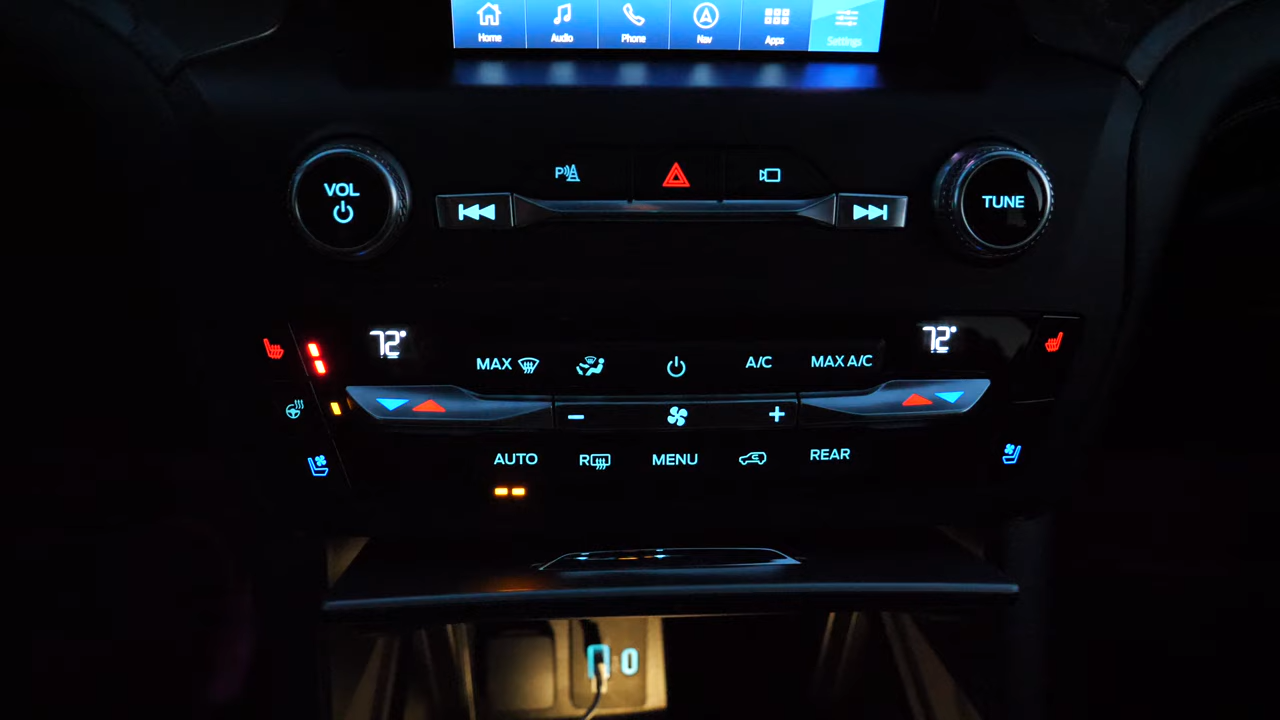 Home Audio Phone Nav Apps Settings
P
VOL
TUNE
72°
72°
MAX
A/C
MAX A/C
AUTO
R
MENU
REAR